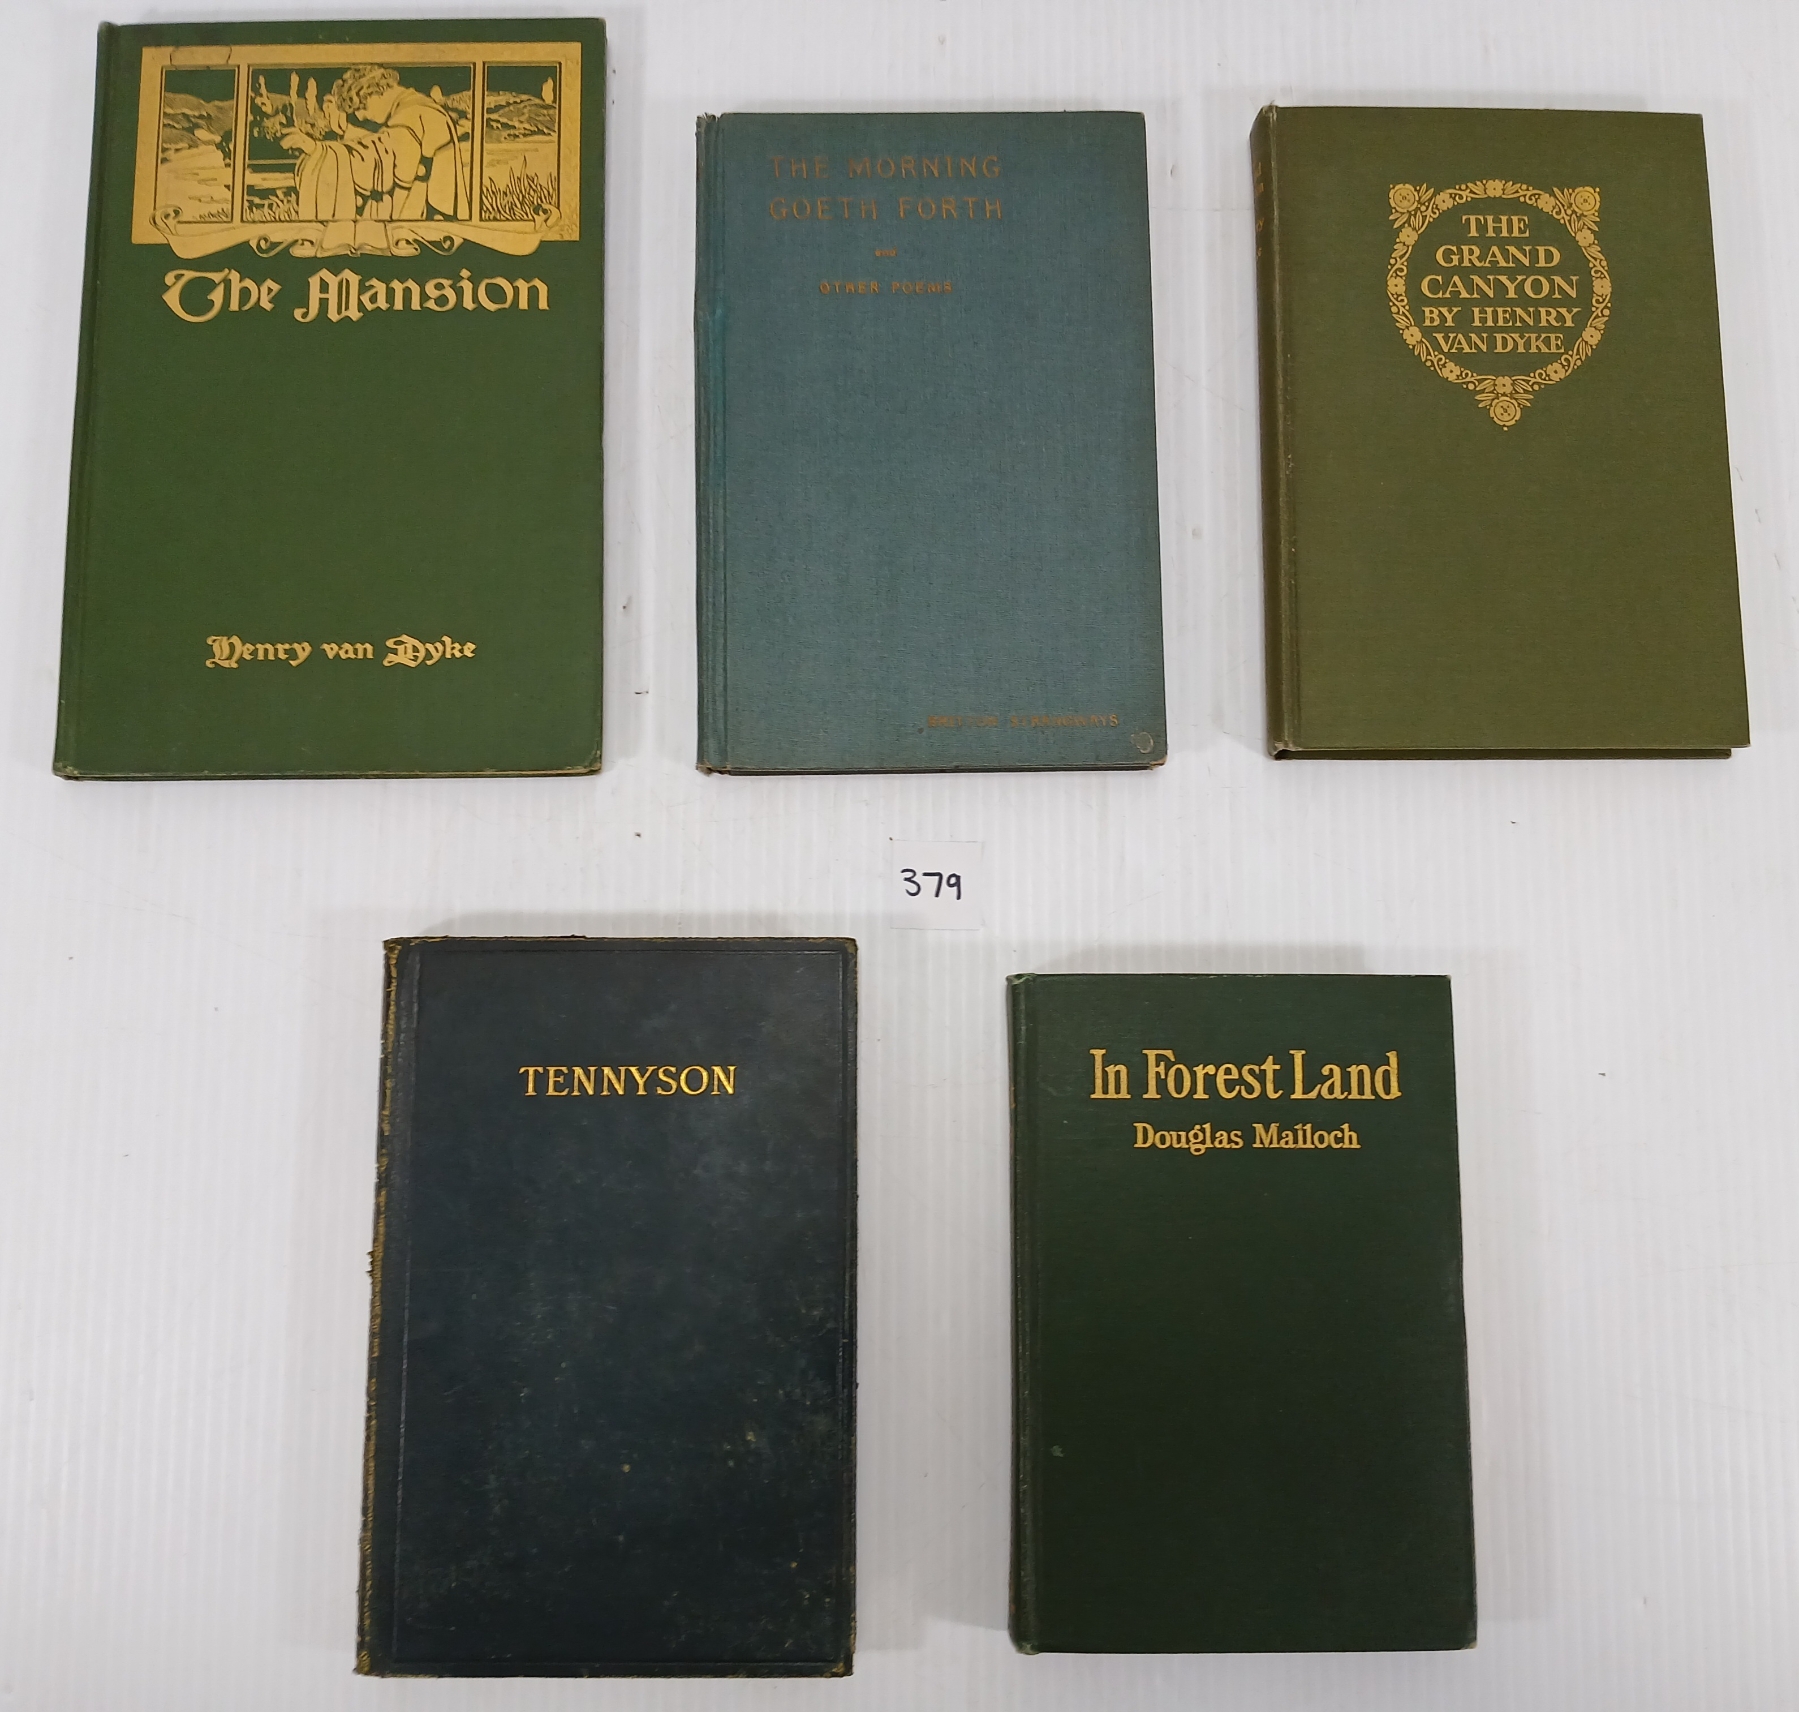 The Mansion
Henry van Dyke
THE MORNING
GOETH FORTH
and
OTHER POEMS
THE
GRAND
CANYON
BY HENRY
VAN DYKE
379
TENNYSON
In Forest Land
Douglas Malloch